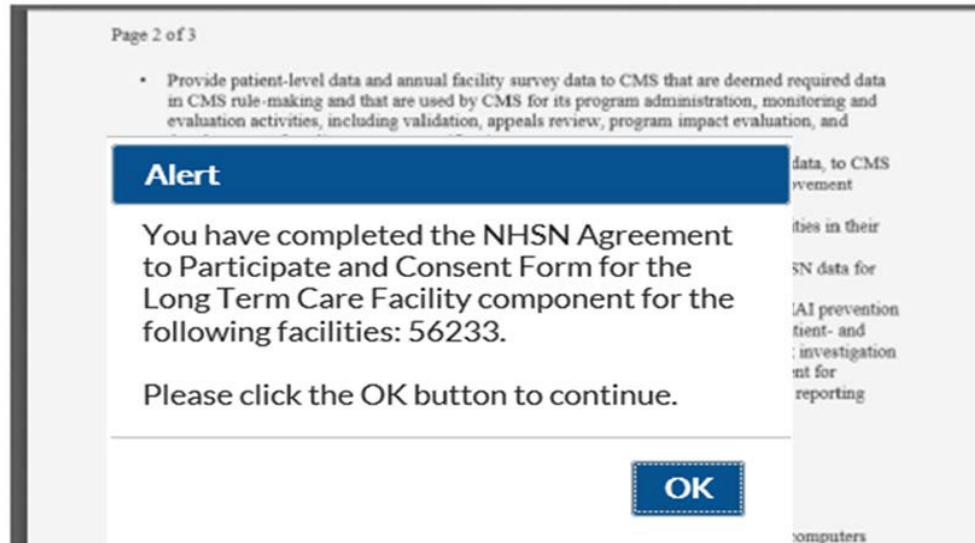 Page 2 of 3
• Provide patient-level data and annual facility survey data to CMS that are deemed required data
in CMS rule-making and that are used by CMS for its program administration, monitoring and
evaluation activities, including validation, appeals review, program impact evaluation, and
data, to CMS
Alert
vement
You have completed the NHSN Agreement
ities in their
to Participate and Consent Form for the
SN data for
Long Term Care Facility component for the
AI prevention
following facilities: 56233.
tient- and
investigation
ent for
Please click the OK button to continue.
reporting
OK
omputers